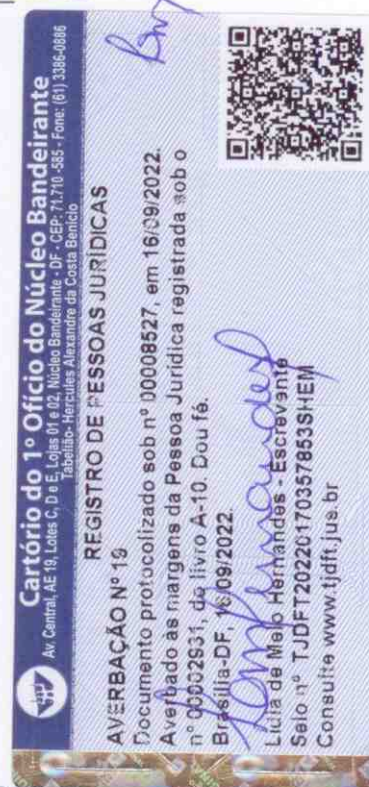 Cartório do 1º Ofício do Núcleo Bandeirante
Av. Central, AE 19, Lotes C, D e E, Lojas 01 e 02, Núcleo Bandeirante - DF - CEP: 71.710 -585 - Fone: (61) 3386-0886
Tabelião- Hercules Alexandre da Costa Benício
REGISTRO DE PESSOAS JURÍDICAS
AVERBAÇÃO Nº 19
Documento protocolizado sob nº 00008527, em 16/09/2022.
Averbado às margens da Pessoa Jurídica registrada sob o
nº 00002931, do livro A-10. Dou fé.
Brasília-DF, 16/09/2022.
Lidia de Melo Hernandes - Escrevente
Selo nº TJDFT20220170357853SHEM
Consulte www.tjdft.jus.br